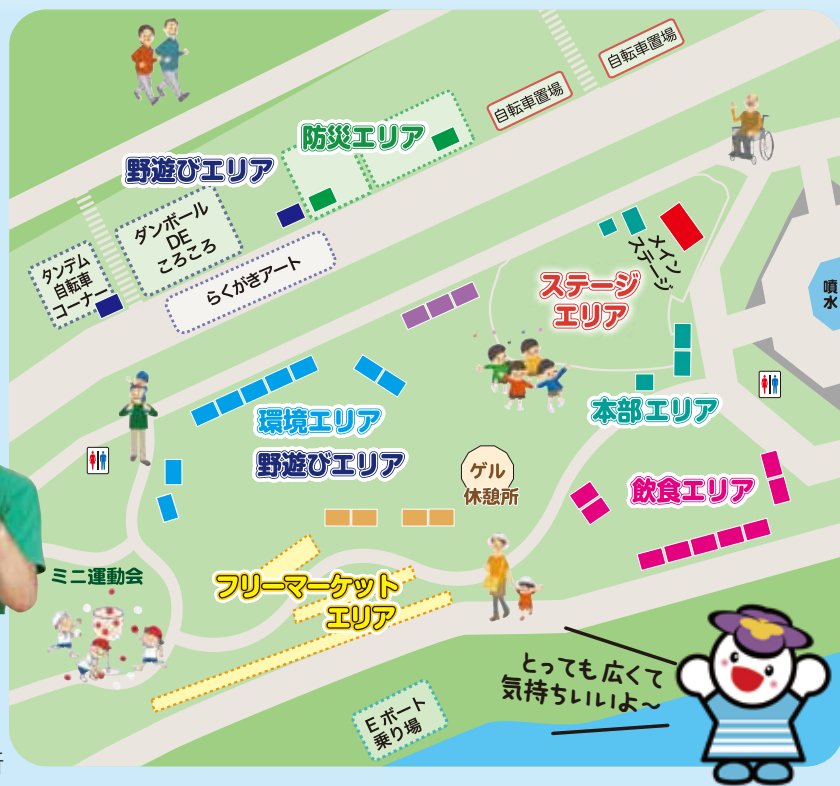 自転車置場
自転車置場
防災エリア
野遊びエリア
ダンボール
DE
ころころ
タンデム
自転車
コーナー
らくがきアート
メイン
ステージ
ステージ
エリア
噴水
本部エリア
環境エリア
野遊びエリア
ゲル
休憩所
飲食エリア
ミニ運動会
フリーマーケット
エリア
とっても広くて
気持ちいいよ～
Eボート
乗り場